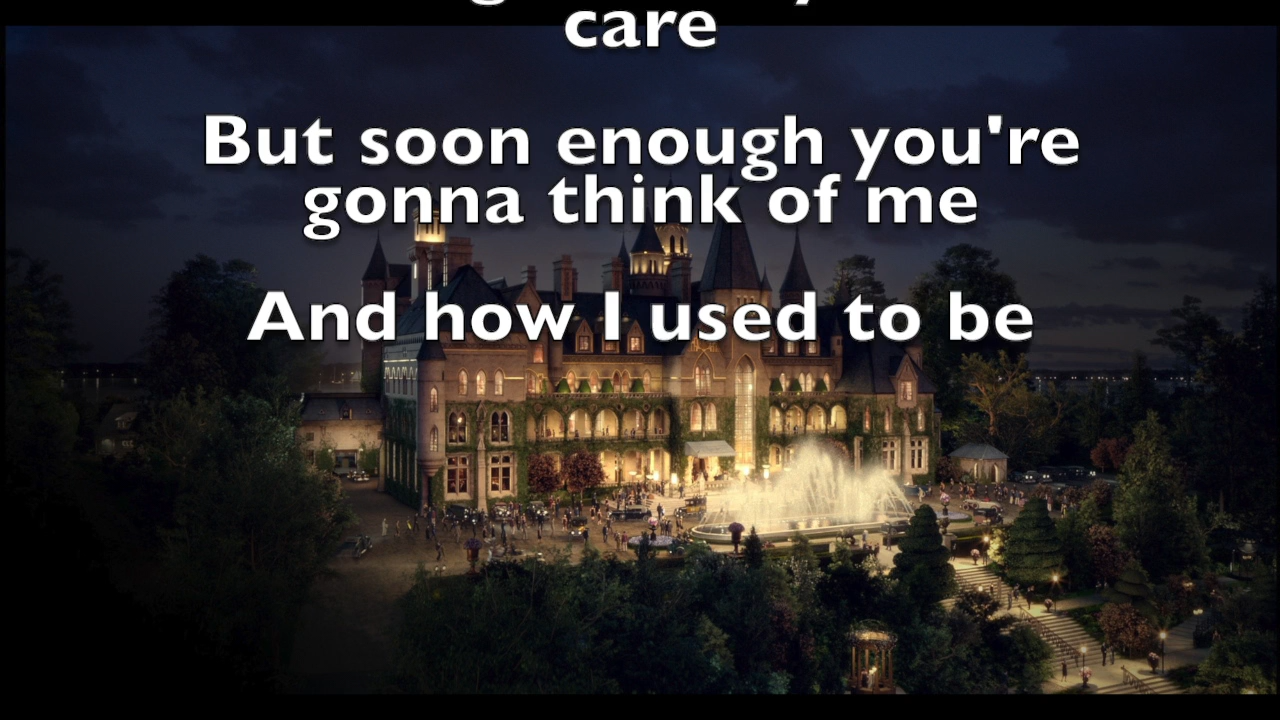 care
But soon enough you're
gonna think of me
And how I used to be